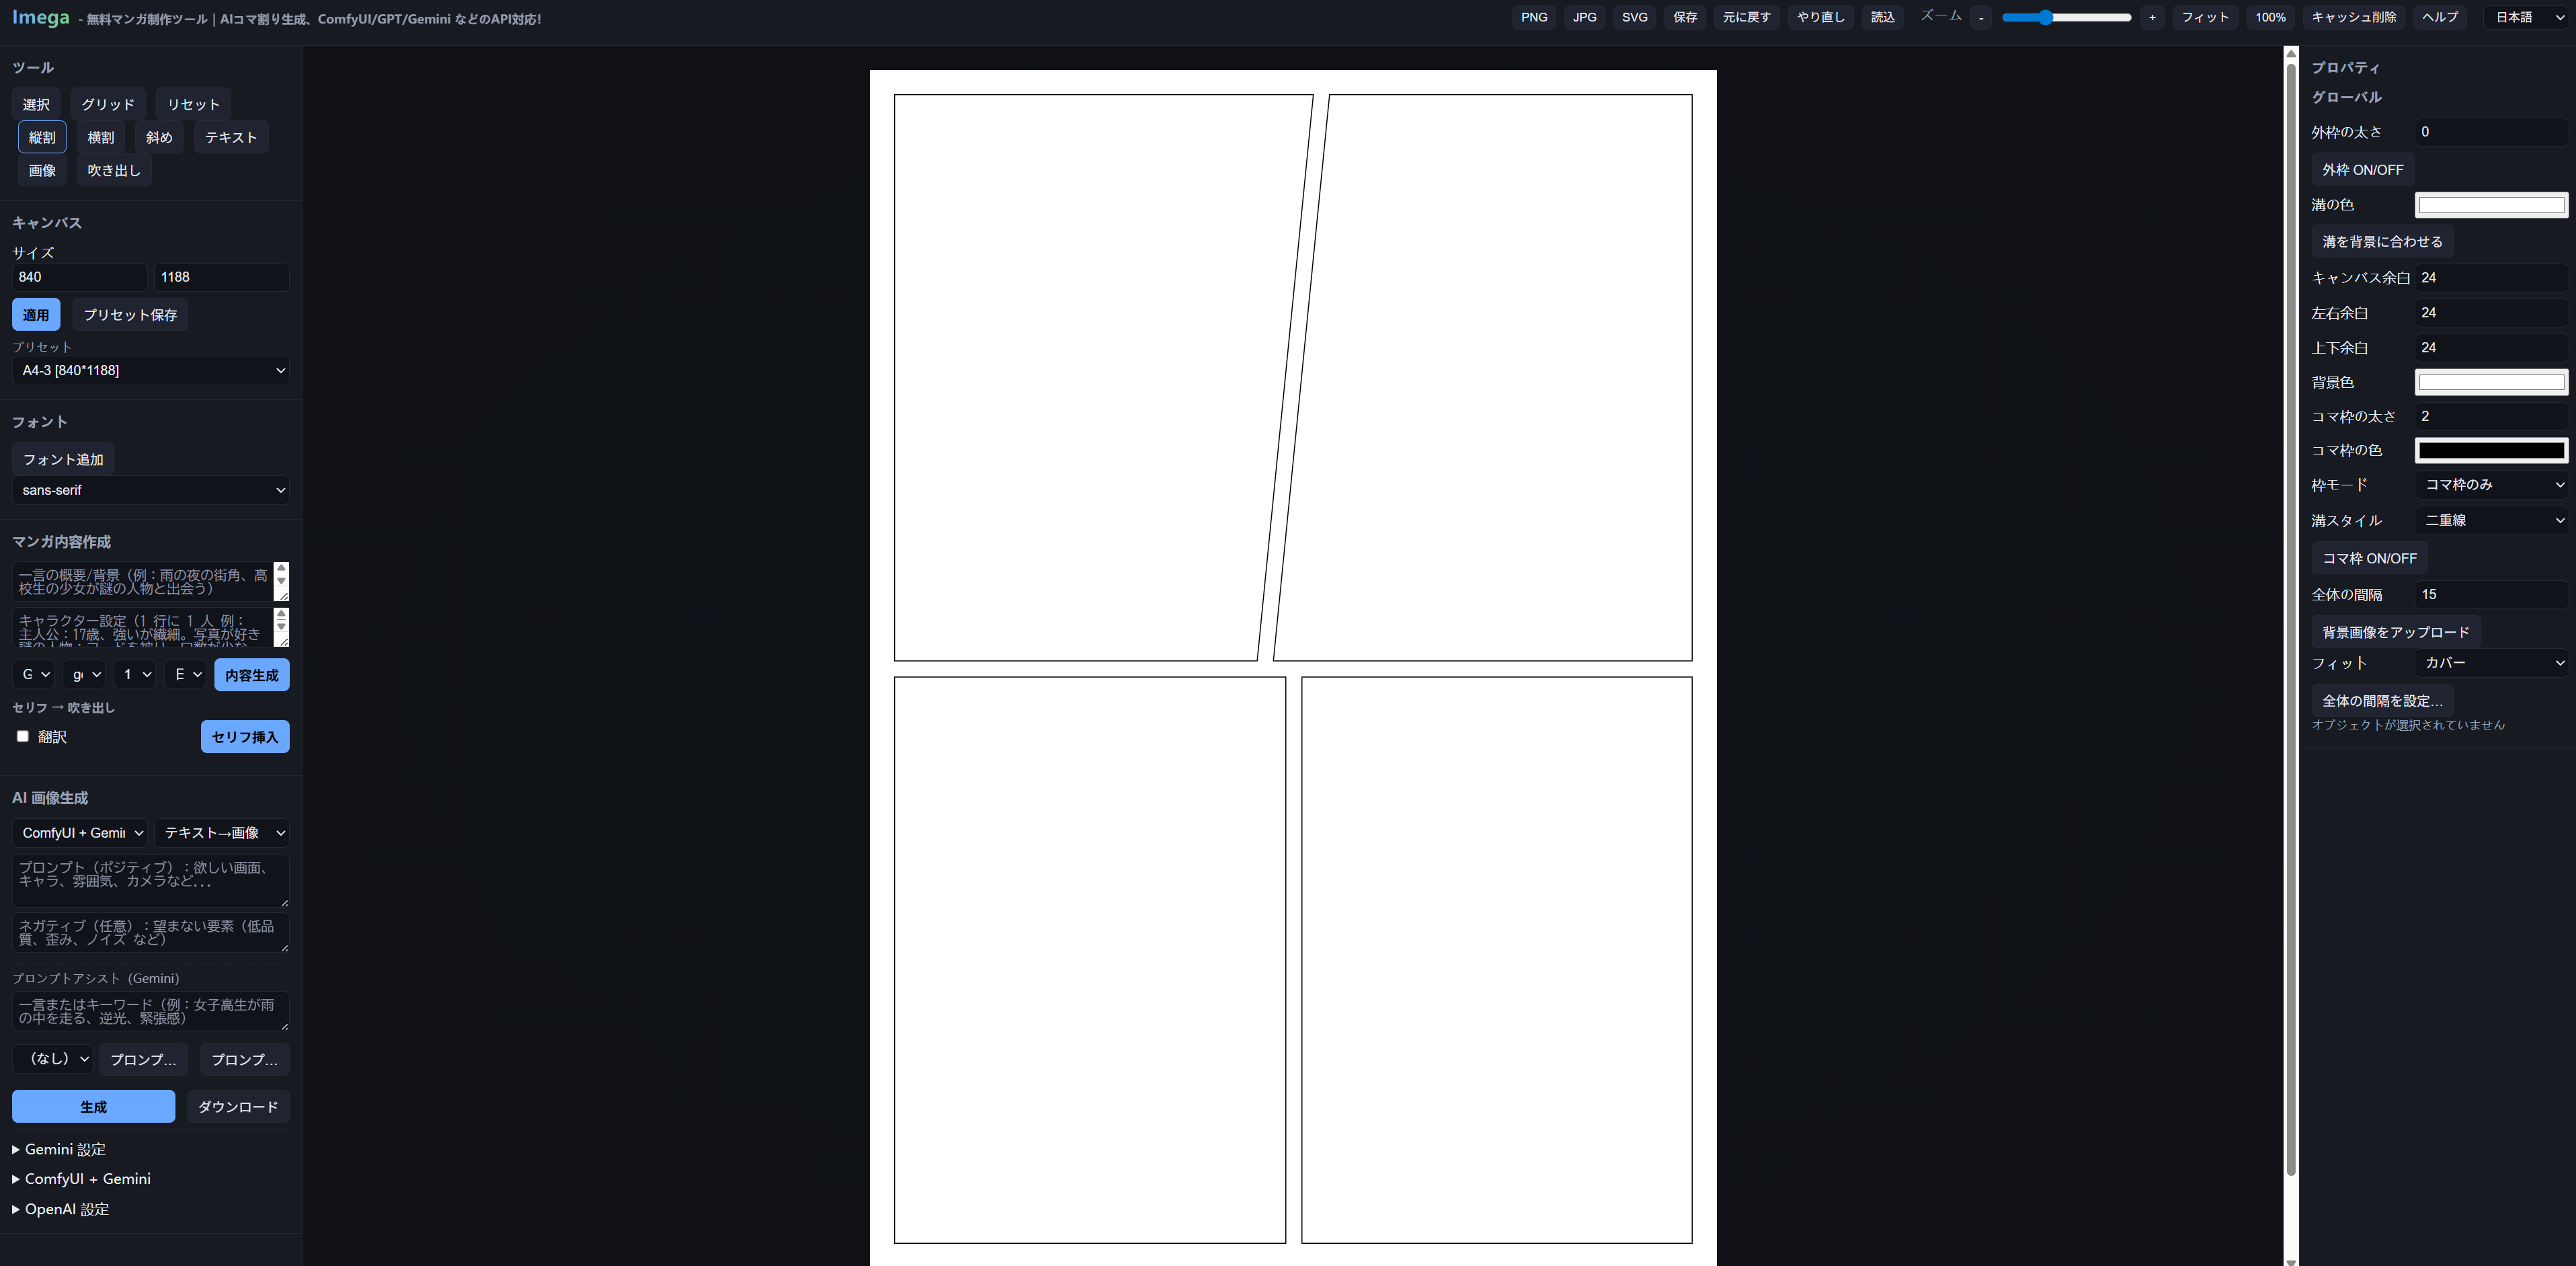 Imega - 無料マンガ制作ツール｜AIコマ割り生成、ComfyUI/GPT/Gemini などのAPI対応!
PNG JPG SVG 保存 元に戻す やり直し 読込 ズーム - + フィット 100% キャッシュ削除 ヘルプ 日本語
ツール
選択 グリッド リセット
縦割 横割 斜め テキスト
画像 吹き出し
キャンバス
サイズ
840 1188
適用 プリセット保存
プリセット
A4-3 [840*1188]
フォント
フォント追加
sans-serif
マンガ内容作成
一言の概要/背景（例：雨の夜の街角、高
校生の少女が謎の人物と出会う）
キャラクター設定（1 行に 1 人 例：
主人公：17歳、強いが繊細。写真が好き
謎の人物：フードを被り、口数が少な
G 1 E 内容生成
セリフ → 吹き出し
翻訳 セリフ挿入
AI 画像生成
ComfyUI + Gemii テキスト→画像
プロンプト（ポジティブ）：欲しい画面、
キャラ、雰囲気、カメラなど...
ネガティブ（任意）：望まない要素（低品
質、歪み、ノイズ など）
プロンプトアシスト（Gemini）
一言またはキーワード（例：女子高生が雨
の中を走る、逆光、緊張感）
（なし） プロンプ... プロンプ...
生成 ダウンロード
▶ Gemini 設定
▶ ComfyUI + Gemini
▶ OpenAI 設定
プロパティ
グローバル
外枠の太さ 0
外枠 ON/OFF
溝の色
溝を背景に合わせる
キャンバス余白 24
左右余白 24
上下余白 24
背景色
コマ枠の太さ 2
コマ枠の色
枠モード コマ枠のみ
溝スタイル 二重線
コマ枠 ON/OFF
全体の間隔 15
背景画像をアップロード
フィット カバー
全体の間隔を設定...
オブジェクトが選択されていません